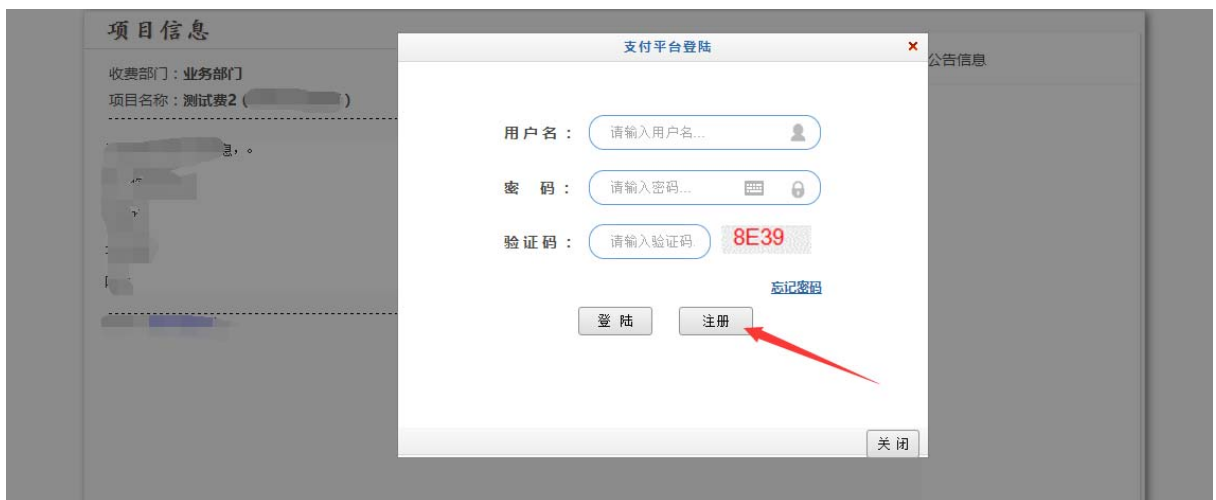 项目信息
支付平台登陆
公告信息
收费部门：业务部门
项目名称：测试费2 ( )
用户名：
请输入用户名...
息，。
密 码：
请输入密码...
验证码：
请输入验证码.
8E39
忘记密码
登 陆
注册
关 闭